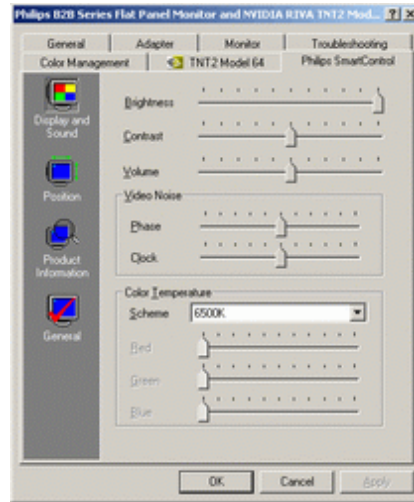 Philips B2B Series Flat Panel Monitor and NVIDIA RIVA TNT2 Mod...
General Adapter Monitor Troubleshooting
Color Management TNT2 Model 64 Philips SmartControl
Display and Sound
Position
Product Information
General
Brightness
Contrast
Volume
Video Noise
Phase
Clock
Color Temperature
Scheme 6500K
Red
Green
Blue
OK Cancel Apply